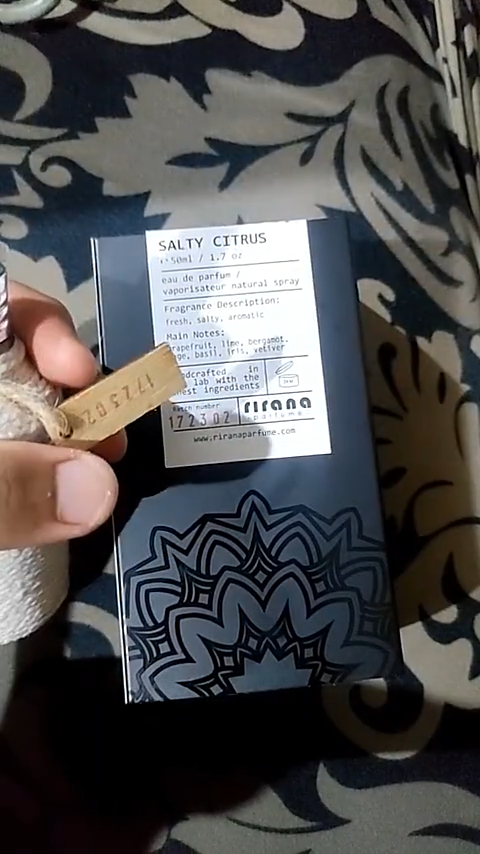 SALTY CITRUS
50ml / 1.7 oz
eau de parfum /
vaporisateur natural spray
Fragrance Description:
fresh, salty, aromatic
Main Notes:
grapefruit, lime, bergamot,
basil, iris, vetiver
in
lab with the
ingredients
Batch number
172302
rirana
parfume
www.riranaparfume.com
172302